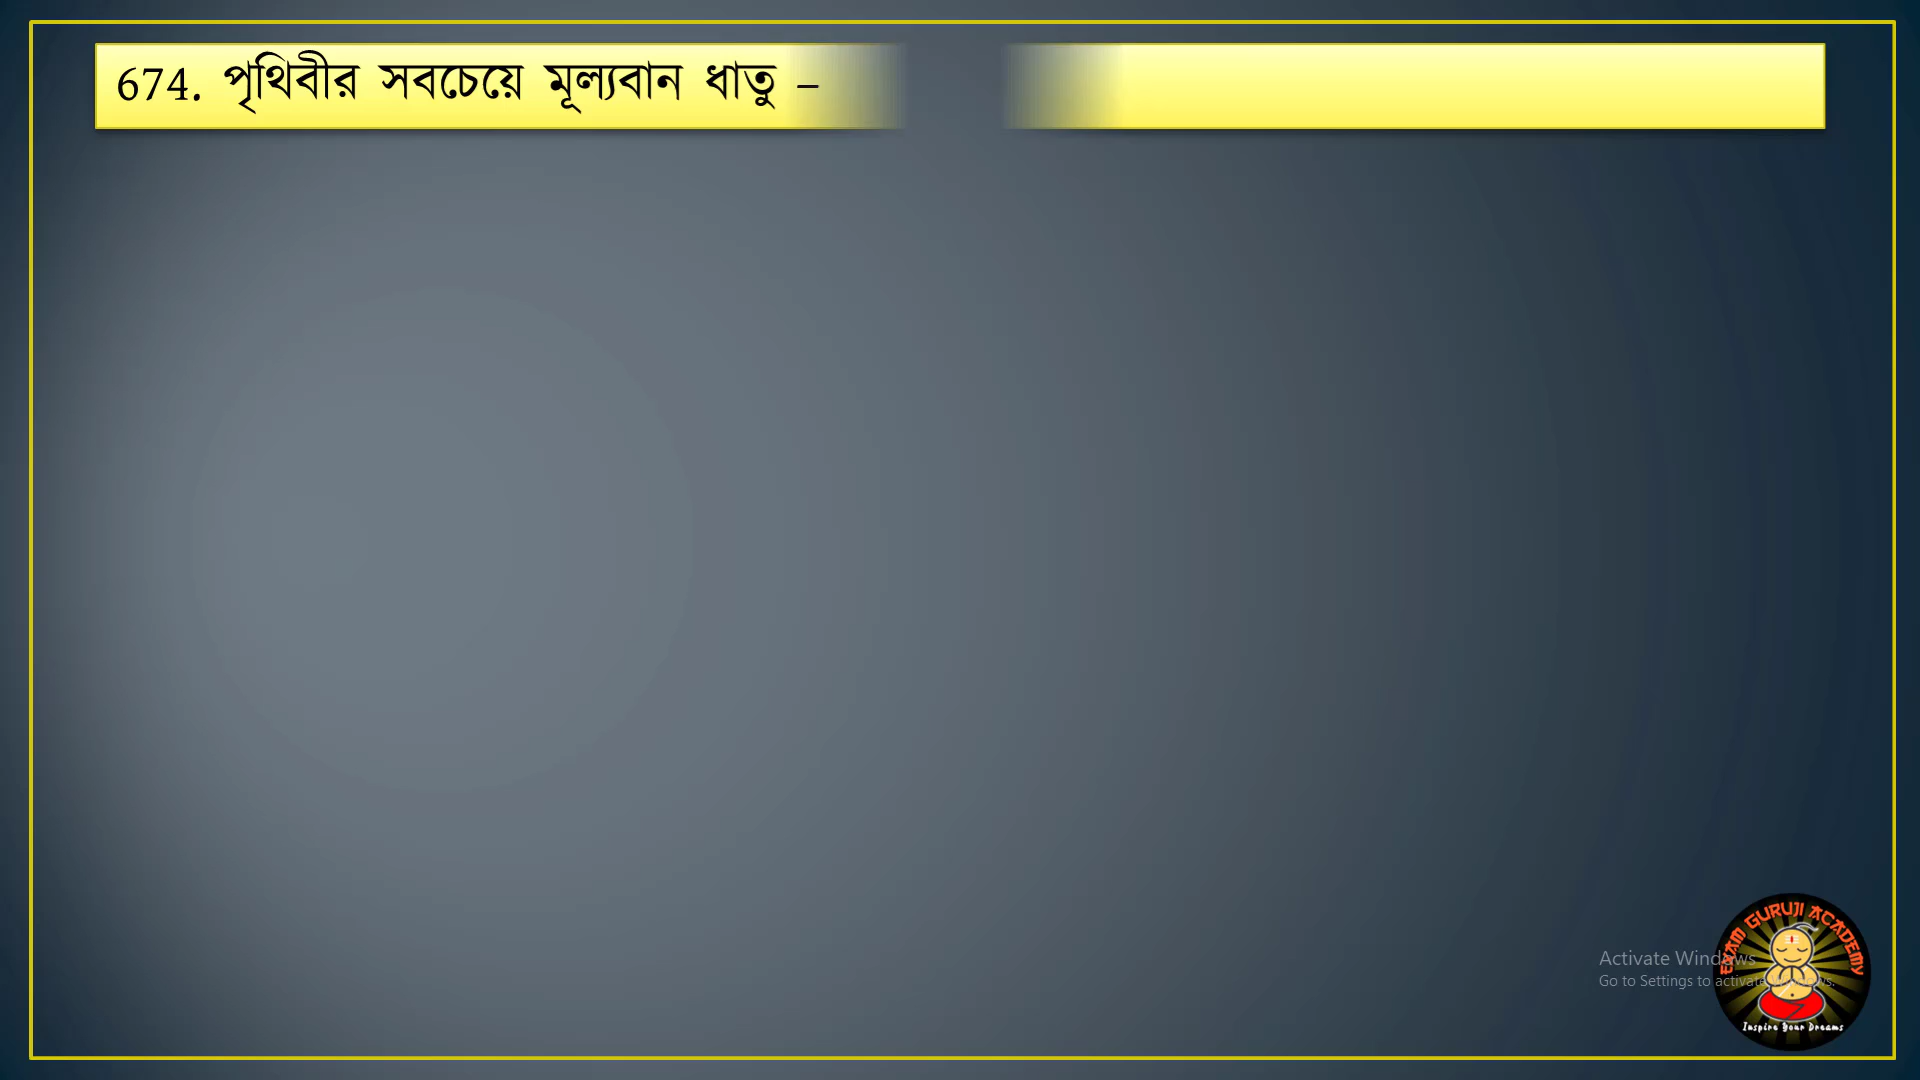 674. পৃথিবীর সবচেয়ে মূল্যবান ধাতু –
EXAM GURUJI ACADEMY
Inspire Your Dreams
Activate Windows
Go to Settings to activate Windows.